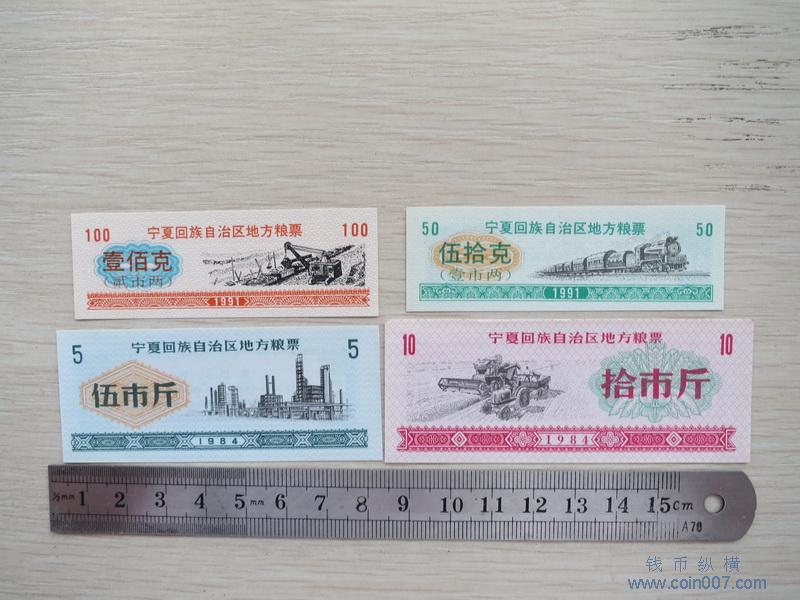 宁夏回族自治区地方粮票
100
100
壹佰克
(贰市两)
1991
宁夏回族自治区地方粮票
50
50
伍拾克
(壹市两)
1991
宁夏回族自治区地方粮票
5
5
伍市斤
1984
宁夏回族自治区地方粮票
10
10
拾市斤
1984
½mm 1 2 3 4 5 mm 6 7 8 9 10 11 12 13 14 15 Cm
A70
钱币纵横
www.coin007.com